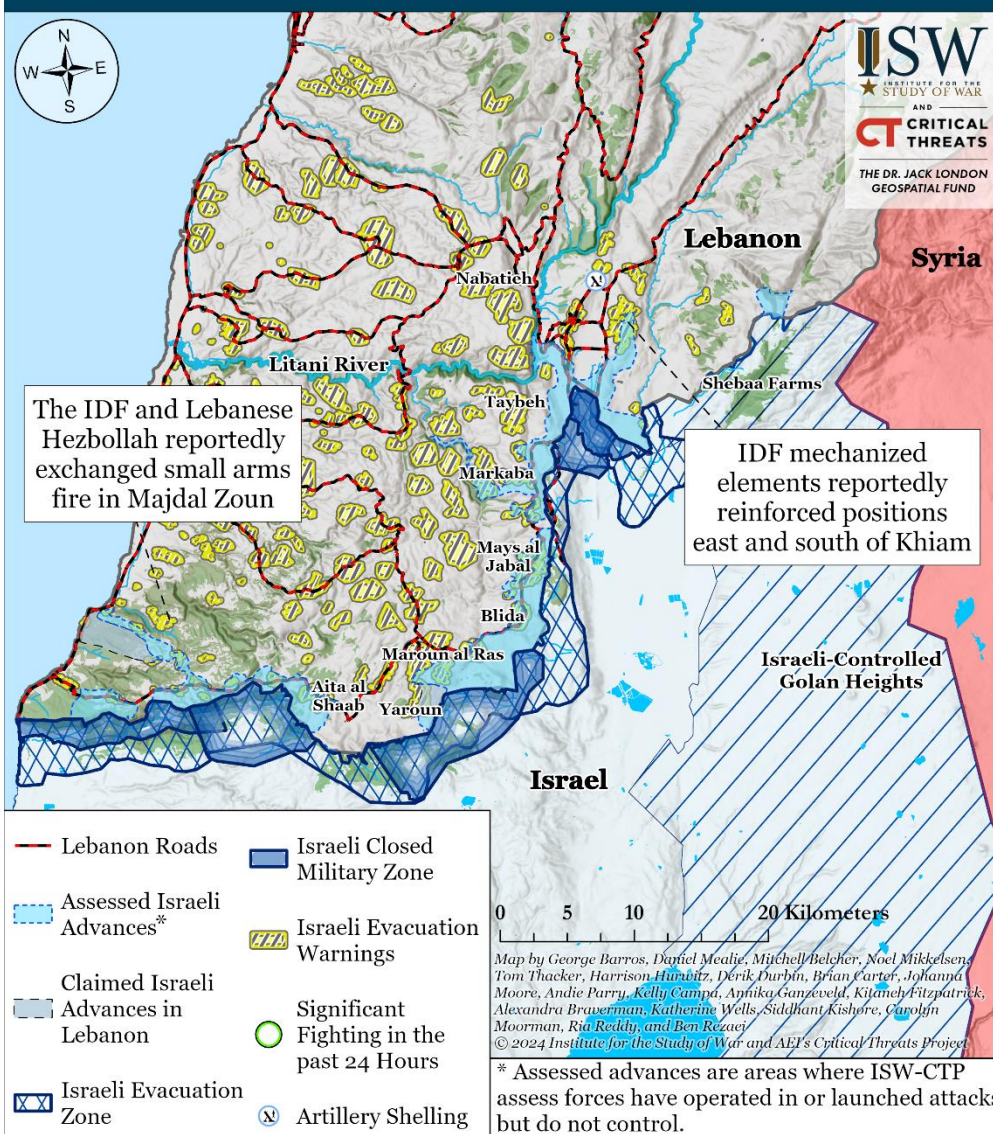 N
W
E
S
ISW
INSTITUTE FOR THE
STUDY OF WAR
AND
CT CRITICAL
THREATS
THE DR. JACK LONDON
GEOSPATIAL FUND
Lebanon
Syria
Nabatieh
Litani River
Shebaa Farms
Taybeh
The IDF and Lebanese
Hezbollah reportedly
exchanged small arms
fire in Majdal Zoun
Markaba
IDF mechanized
elements reportedly
reinforced positions
east and south of Khiam
Mays al
Jabal
Blida
Maroun al Ras
Aita al
Shaab
Yaroun
Israeli-Controlled
Golan Heights
Israel
Lebanon Roads
Assessed Israeli
Advances*
Claimed Israeli
Advances in
Lebanon
Israeli Evacuation
Zone
Israeli Closed
Military Zone
Israeli Evacuation
Warnings
Significant
Fighting in the
past 24 Hours
Artillery Shelling
0 5 10 20 Kilometers
Map by George Barros, Daniel Mealie, Mitchell Belcher, Noel Mikkelsen,
Tom Thacker, Harrison Hurwitz, Derik Durbin, Brian Carter, Johanna
Moore, Andie Parry, Kelly Campa, Annika Ganzeveld, Kitaneh Fitzpatrick,
Alexandra Braverman, Katherine Wells, Siddhant Kishore, Carolyn
Moorman, Ria Reddy, and Ben Rezaei
© 2024 Institute for the Study of War and AEI's Critical Threats Project
* Assessed advances are areas where ISW-CTP
assess forces have operated in or launched attacks
but do not control.